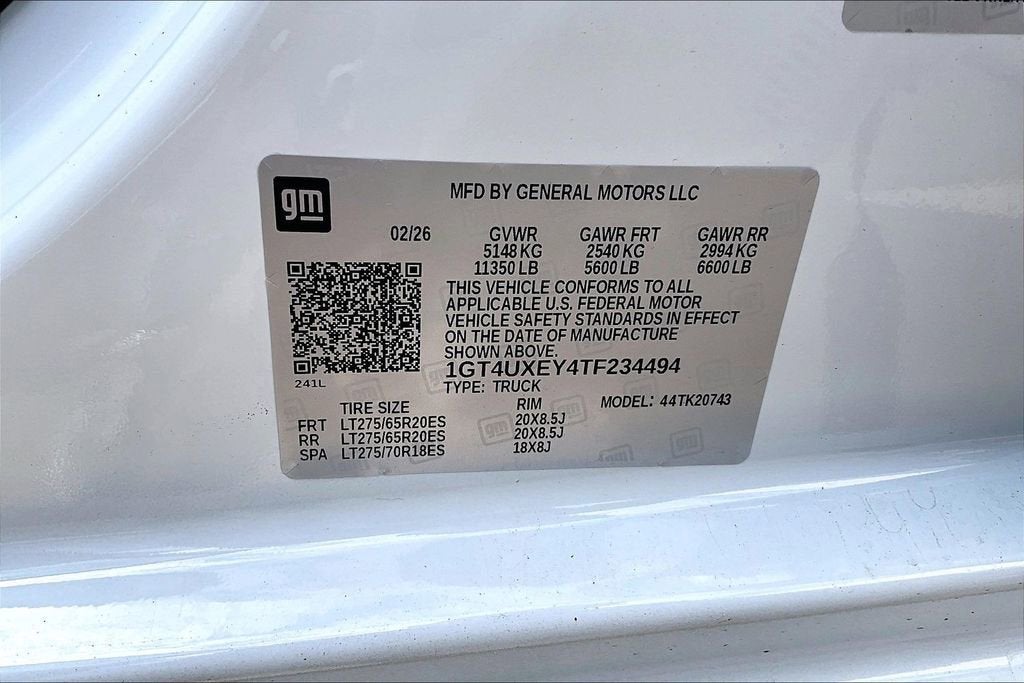 gm
MFD BY GENERAL MOTORS LLC
02/26 GVWR GAWR FRT GAWR RR
5148 KG 2540 KG 2994 KG
11350 LB 5600 LB 6600 LB
THIS VEHICLE CONFORMS TO ALL
APPLICABLE U.S. FEDERAL MOTOR
VEHICLE SAFETY STANDARDS IN EFFECT
ON THE DATE OF MANUFACTURE
SHOWN ABOVE.
1GT4UXEY4TF234494
241L
TYPE: TRUCK
MODEL: 44TK20743
TIRE SIZE RIM
FRT LT275/65R20ES 20X8.5J
RR LT275/65R20ES 20X8.5J
SPA LT275/70R18ES 18X8J